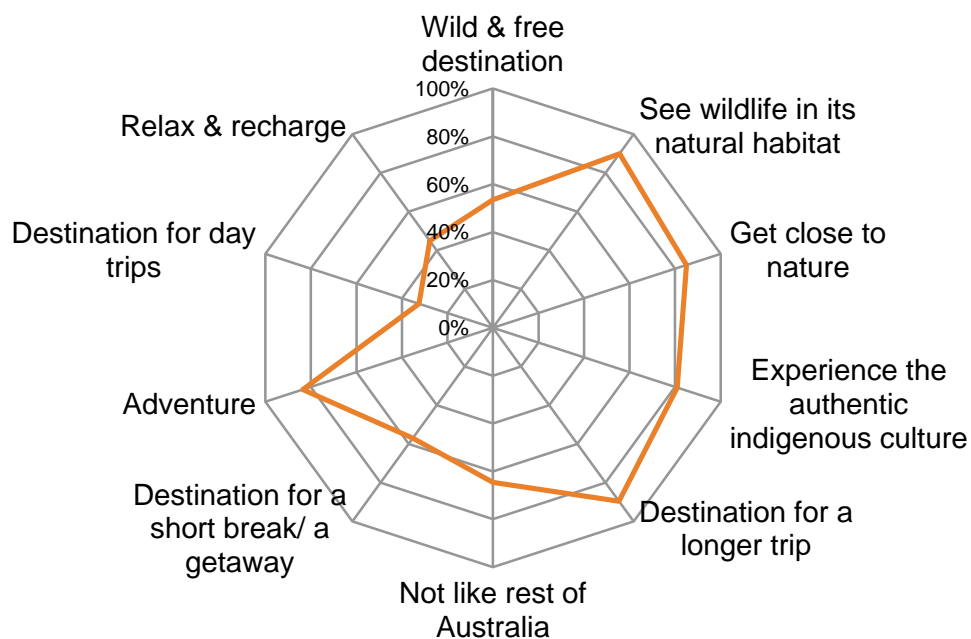 Wild & free
destination
See wildlife in its
natural habitat
Get close to
nature
Experience the
authentic
indigenous culture
Destination for a
longer trip
Not like rest of
Australia
Destination for a
short break/ a
getaway
Adventure
Destination for day
trips
Relax & recharge
100%
80%
60%
40%
20%
0%